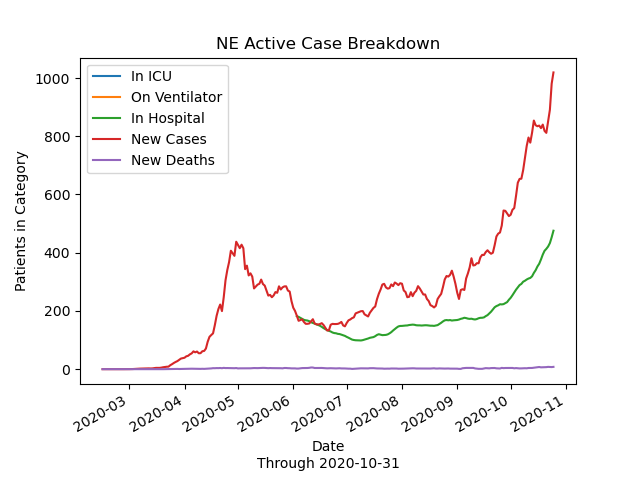 NE Active Case Breakdown
In ICU
On Ventilator
In Hospital
New Cases
New Deaths
Patients in Category
1000
800
600
400
200
0
2020-03
2020-04
2020-05
2020-06
2020-07
2020-08
2020-09
2020-10
2020-11
Date
Through 2020-10-31